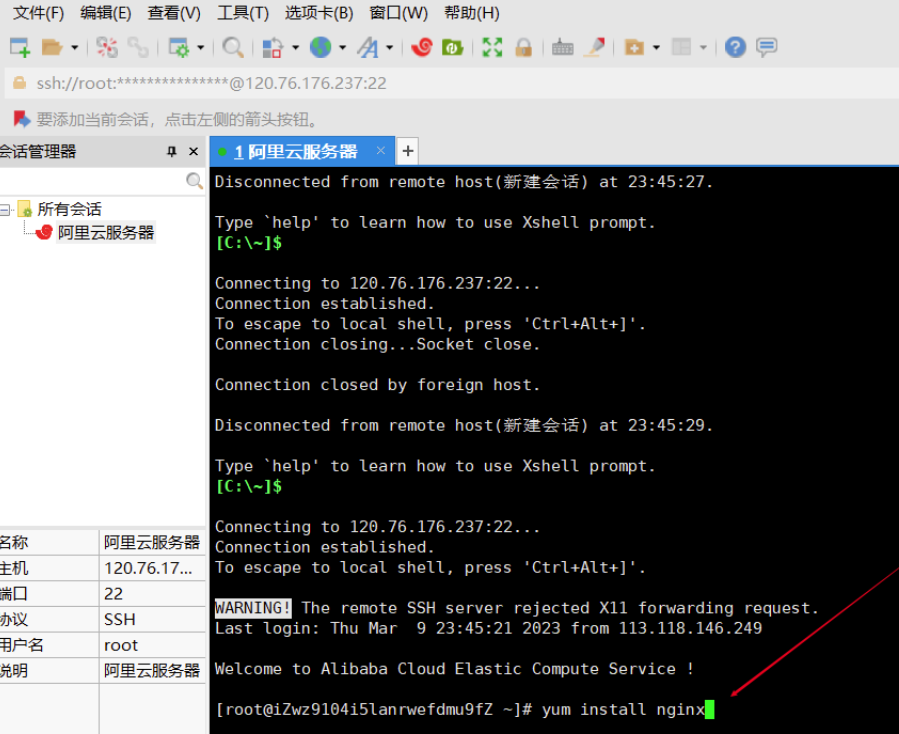 文件(F) 编辑(E) 查看(V) 工具(T) 选项卡(B) 窗口(W) 帮助(H)
ssh://root:***************@120.76.176.237:22
要添加当前会话，点击左侧的箭头按钮。
会话管理器
1 阿里云服务器
所有会话
阿里云服务器
Disconnected from remote host(新建会话) at 23:45:27.
Type `help' to learn how to use Xshell prompt.
[C:\~]$
Connecting to 120.76.176.237:22...
Connection established.
To escape to local shell, press 'Ctrl+Alt+]'.
Connection closing...Socket close.
Connection closed by foreign host.
Disconnected from remote host(新建会话) at 23:45:29.
Type `help' to learn how to use Xshell prompt.
[C:\~]$
Connecting to 120.76.176.237:22...
Connection established.
To escape to local shell, press 'Ctrl+Alt+]'.
WARNING! The remote SSH server rejected X11 forwarding request.
Last login: Thu Mar  9 23:45:21 2023 from 113.118.146.249
Welcome to Alibaba Cloud Elastic Compute Service !
[root@iZwz9104i5lanrwefdmu9fZ ~]# yum install nginx
名称 阿里云服务器
主机 120.76.17...
端口 22
协议 SSH
用户名 root
说明 阿里云服务器